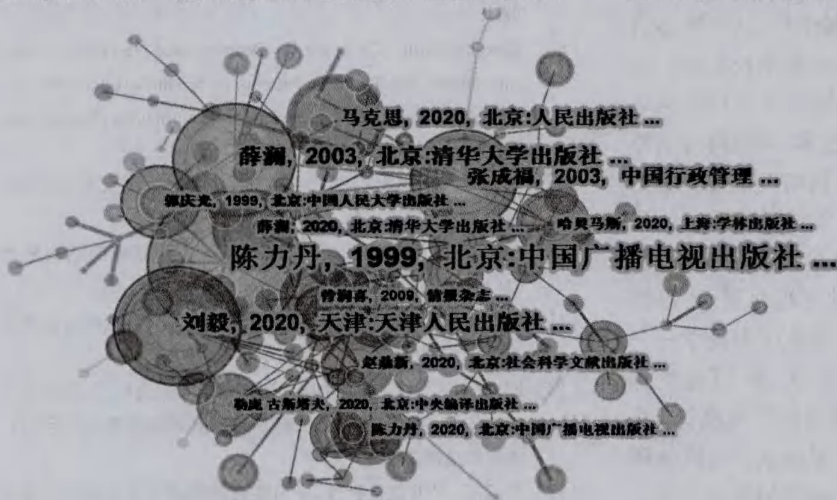 马克思, 2020, 北京:人民出版社 ...
薛澜, 2003, 北京:清华大学出版社 ...
张成福, 2003, 中国行政管理 ...
郭庆光, 1999, 北京:中国人民大学出版社 ...
薛澜, 2020, 北京:清华大学出版社 ...
哈贝马斯, 2020, 上海:学林出版社 ...
陈力丹, 1999, 北京:中国广播电视出版社 ...
曾润喜, 2009, 情报杂志 ...
刘毅, 2020, 天津:天津人民出版社 ...
赵鼎新, 2020, 北京:社会科学文献出版社 ...
勒庞 古斯塔夫, 2020, 北京:中央编译出版社 ...
陈力丹, 2020, 北京:中国广播电视出版社 ...